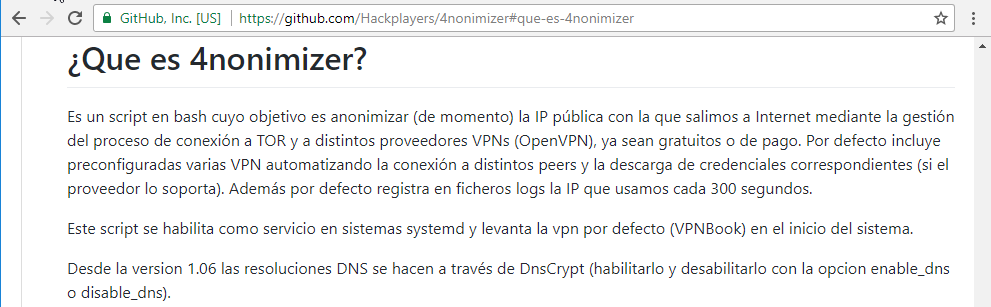 GitHub, Inc. [US] https://github.com/Hackplayers/4nonimizer#que-es-4nonimizer
¿Que es 4nonimizer?
Es un script en bash cuyo objetivo es anonimizar (de momento) la IP pública con la que salimos a Internet mediante la gestión
del proceso de conexión a TOR y a distintos proveedores VPNs (OpenVPN), ya sean gratuitos o de pago. Por defecto incluye
preconfiguradas varias VPN automatizando la conexión a distintos peers y la descarga de credenciales correspondientes (si el
proveedor lo soporta). Además por defecto registra en ficheros logs la IP que usamos cada 300 segundos.
Este script se habilita como servicio en sistemas systemd y levanta la vpn por defecto (VPNBook) en el inicio del sistema.
Desde la version 1.06 las resoluciones DNS se hacen a través de DnsCrypt (habilitarlo y desabilitarlo con la opcion enable_dns
o disable_dns).